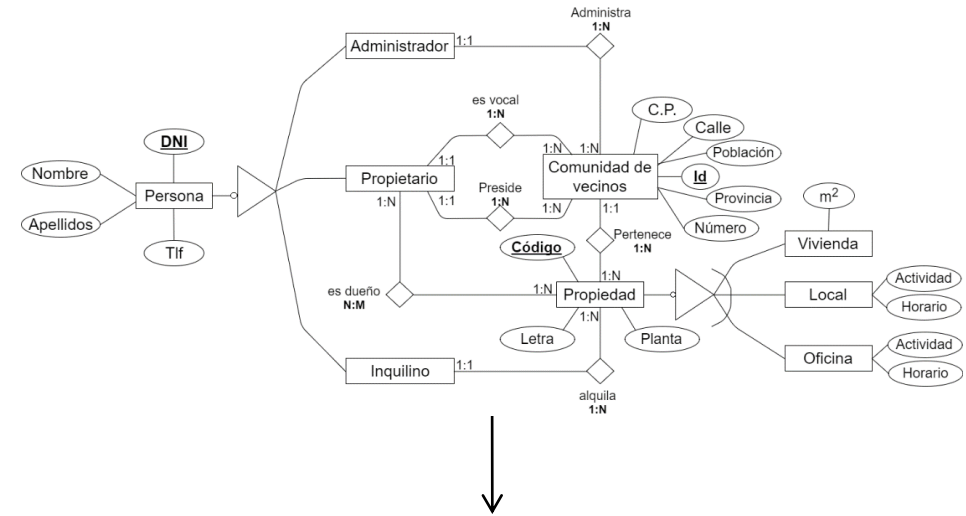 Administra
1:N
Administrador
1:1
es vocal
1:N
C.P.
Calle
DNI
Población
1:1
1:N
1:N
Nombre
Comunidad de
vecinos
Id
Persona
Propietario
Preside
1:N
m²
1:N
1:1
1:N
1:1
Provincia
Apellidos
Número
Tlf
Código
Pertenece
1:N
Vivienda
1:N
es dueño
N:M
1:N
Propiedad
Local
Actividad
Horario
1:N
Letra
Planta
Actividad
Oficina
Inquilino
1:1
Horario
alquila
1:N